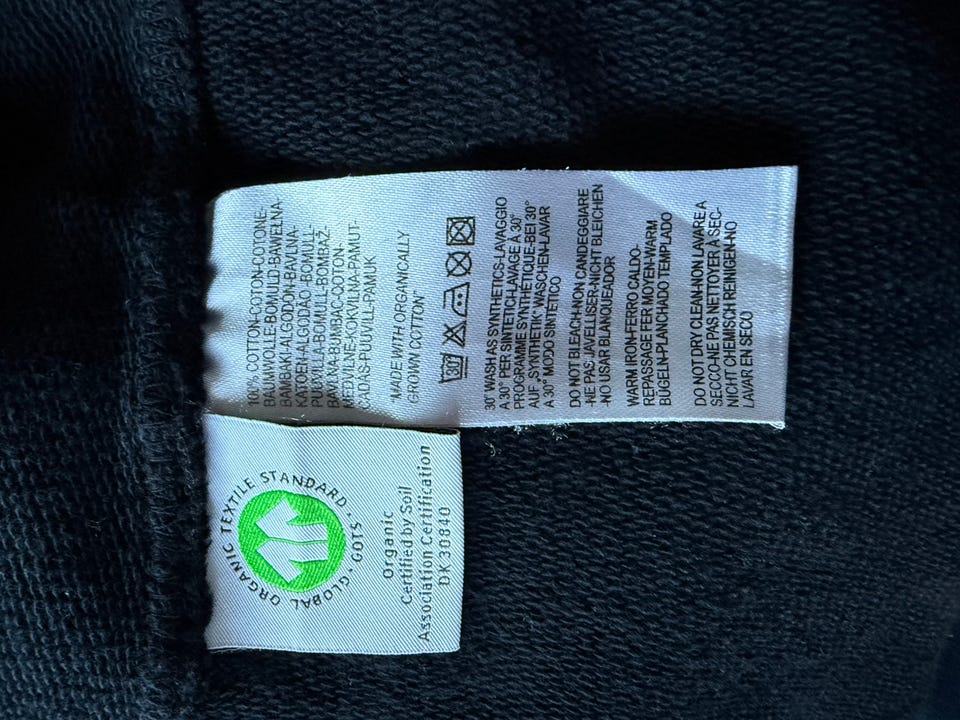 100% COTTON-COTTON-COTONE-
BAUMWOLLE-BOMULD-BAWEŁNA-
ΒΑΜΒΑΚΙ-ALGODON-BAVLNA-
KATOEN-ALGODÃO-BOMULL-
PUUVILLA-BOMULL-BOMBAŽ-
BAVLNA-BUMBAC-COTON-
MEDVILNĖ-KOKVILNA-PAMUT-
CADAS-PUUVILL-PAMUK
"MADE WITH ORGANICALLY
GROWN COTTON"
30°
30° WASH AS SYNTHETICS-LAVAGGIO
A 30° PER SINTETICI-LAVAGE À 30°
PROGRAMME SYNTHÉTIQUE-BEI 30°
AUF „SYNTHETIK" WASCHEN-LAVAR
A 30° MODO SINTÉTICO
DO NOT BLEACH-NON CANDEGGIARE
-NE PAS JAVELLISER-NICHT BLEICHEN
-NO USAR BLANQUEADOR
WARM IRON-FERRO CALDO-
REPASSAGE FER MOYEN-WARM
BÜGELN-PLANCHADO TEMPLADO
DO NOT DRY CLEAN-NON LAVARE A
SECCO-NE PAS NETTOYER À SEC-
NICHT CHEMISCH REINIGEN-NO
LAVAR EN SECO
GLOBAL ORGANIC TEXTILE STANDARD · GOTS ·
Organic
Certified by Soil
Association Certification
DK 30840